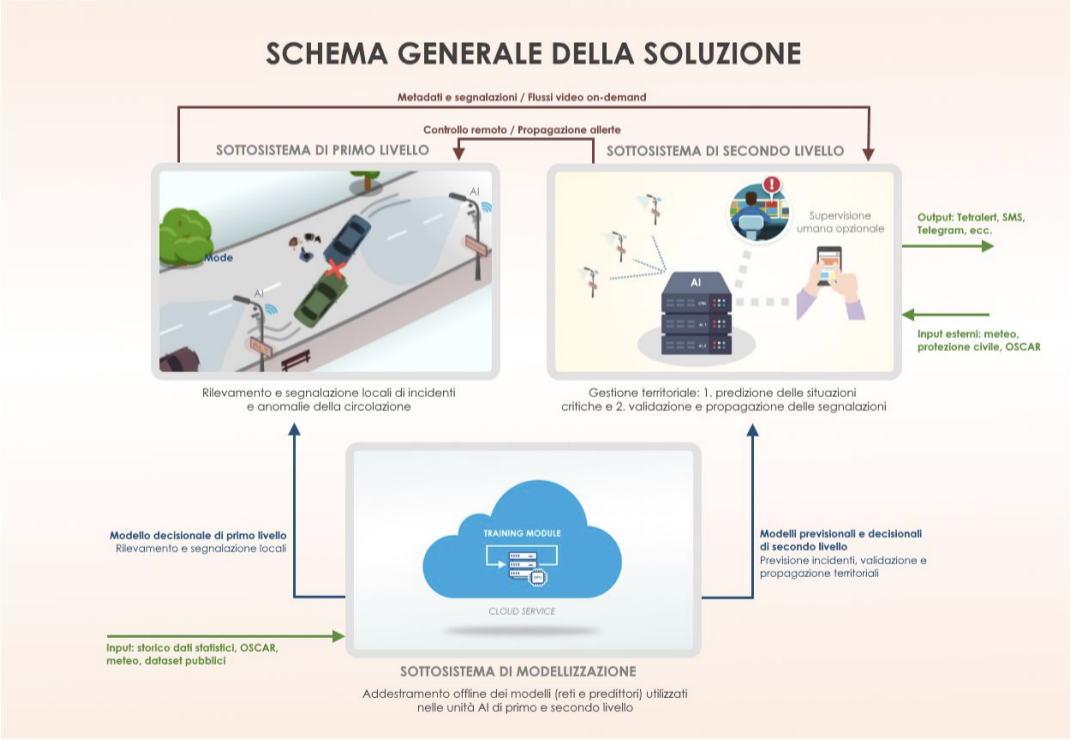 SCHEMA GENERALE DELLA SOLUZIONE
Metadati e segnalazioni / Flussi video on-demand
Controllo remoto / Propagazione allerte
SOTTOSISTEMA DI PRIMO LIVELLO
SOTTOSISTEMA DI SECONDO LIVELLO
AI
Mode
AI
Supervisione
umana opzionale
AI
Output: Tetralert, SMS,
Telegram, ecc.
Input esterni: meteo,
protezione civile, OSCAR
Rilevamento e segnalazione locali di incidenti
e anomalie della circolazione
Gestione territoriale: 1. predizione delle situazioni
critiche e 2. validazione e propagazione delle segnalazioni
Modello decisionale di primo livello
Rilevamento e segnalazione locali
TRAINING MODULE
CLOUD SERVICE
Modelli previsionali e decisionali
di secondo livello
Previsione incidenti, validazione e
propagazione territoriali
Input: storico dati statistici, OSCAR,
meteo, dataset pubblici
SOTTOSISTEMA DI MODELLIZZAZIONE
Addestramento offline dei modelli (reti e predittori) utilizzati
nelle unità AI di primo e secondo livello